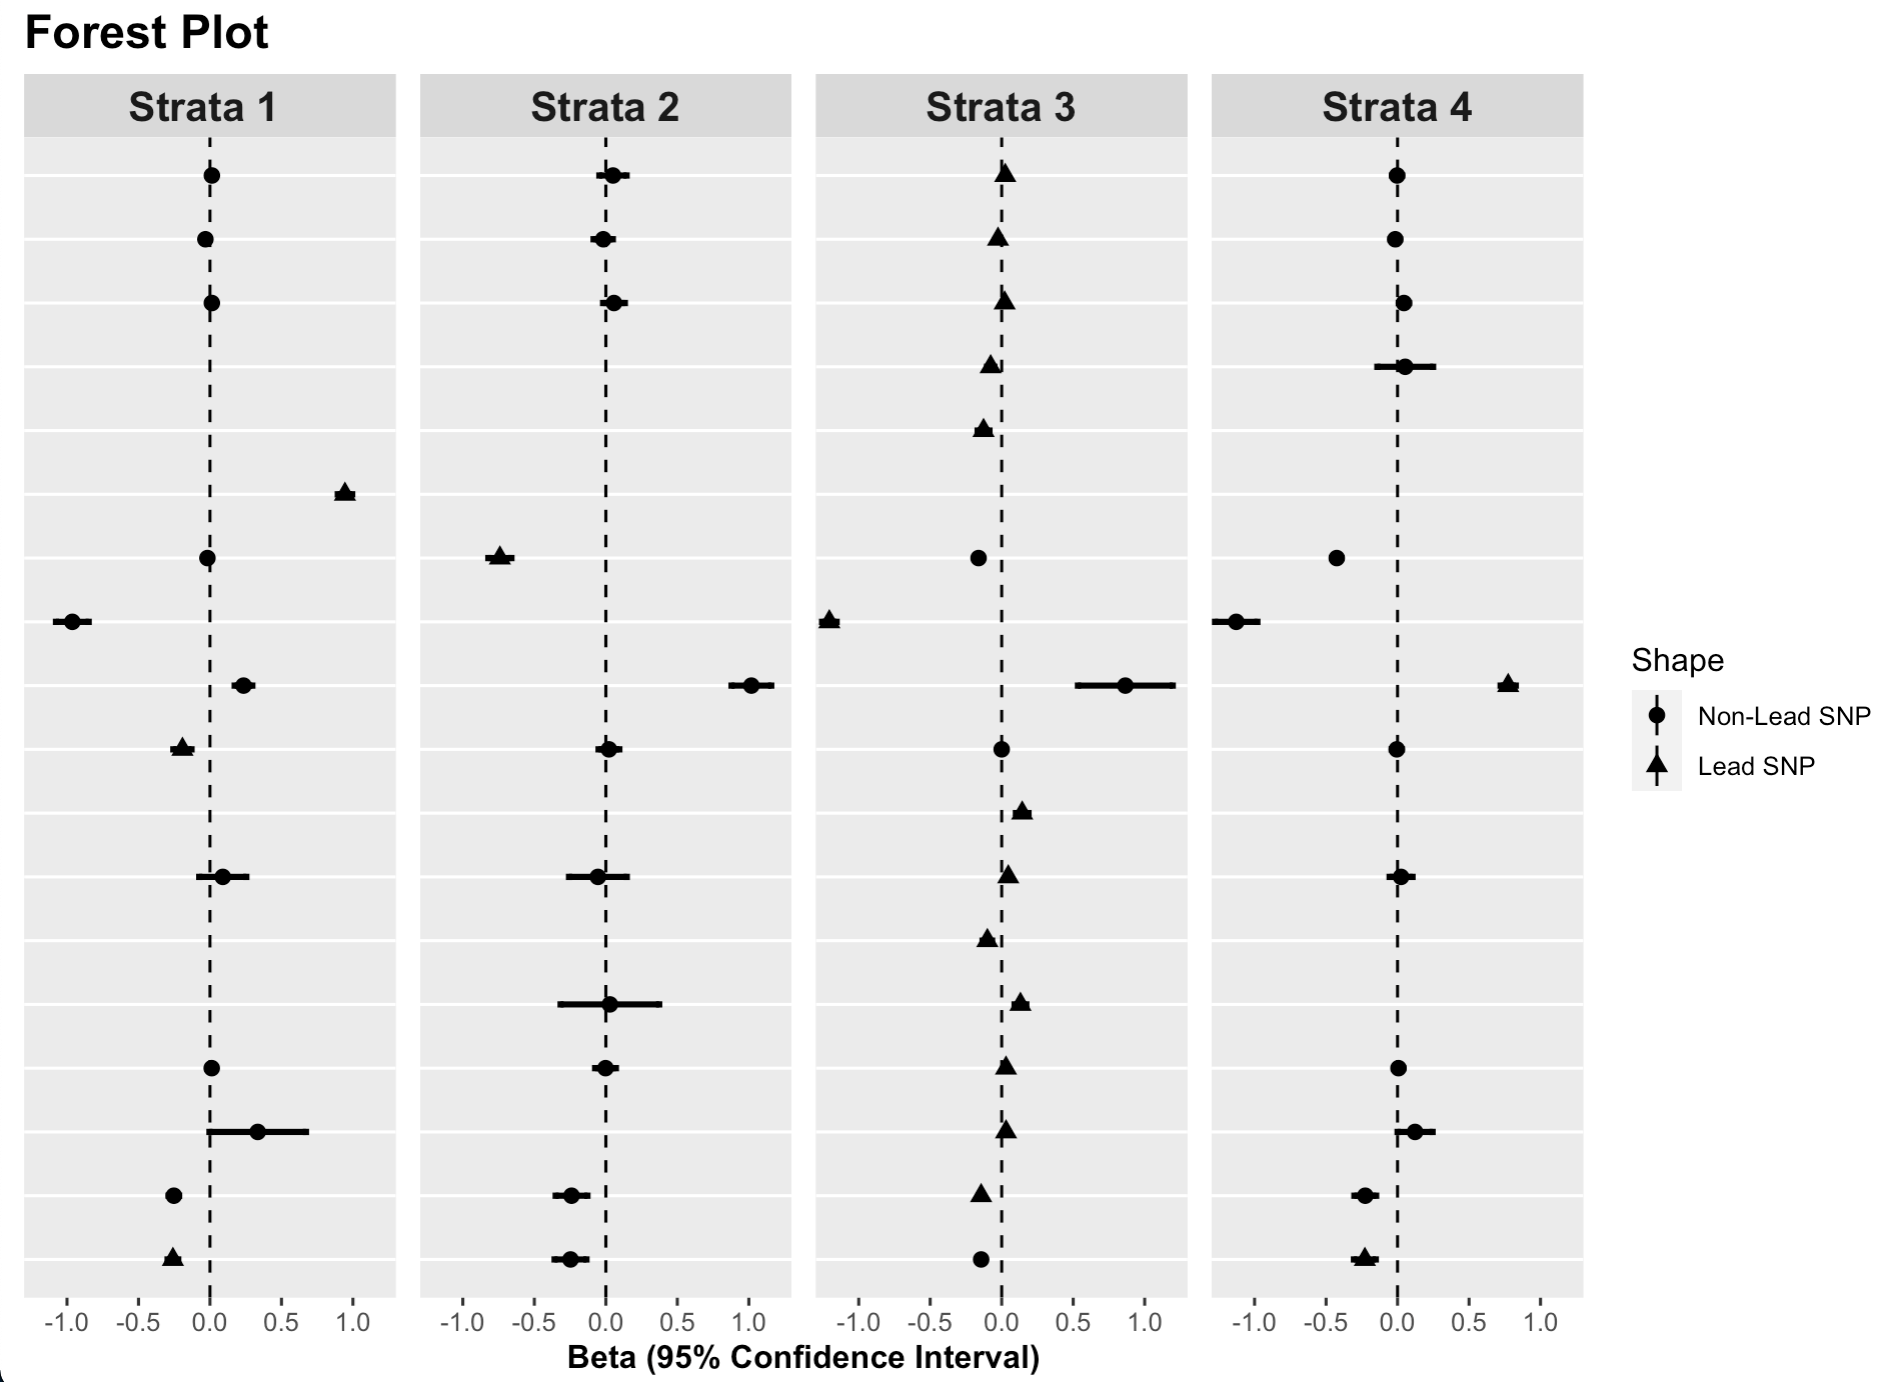 Forest Plot
Strata 1 Strata 2 Strata 3 Strata 4
Shape
Non-Lead SNP
Lead SNP
-1.0 -0.5 0.0 0.5 1.0 -1.0 -0.5 0.0 0.5 1.0 -1.0 -0.5 0.0 0.5 1.0 -1.0 -0.5 0.0 0.5 1.0
Beta (95% Confidence Interval)